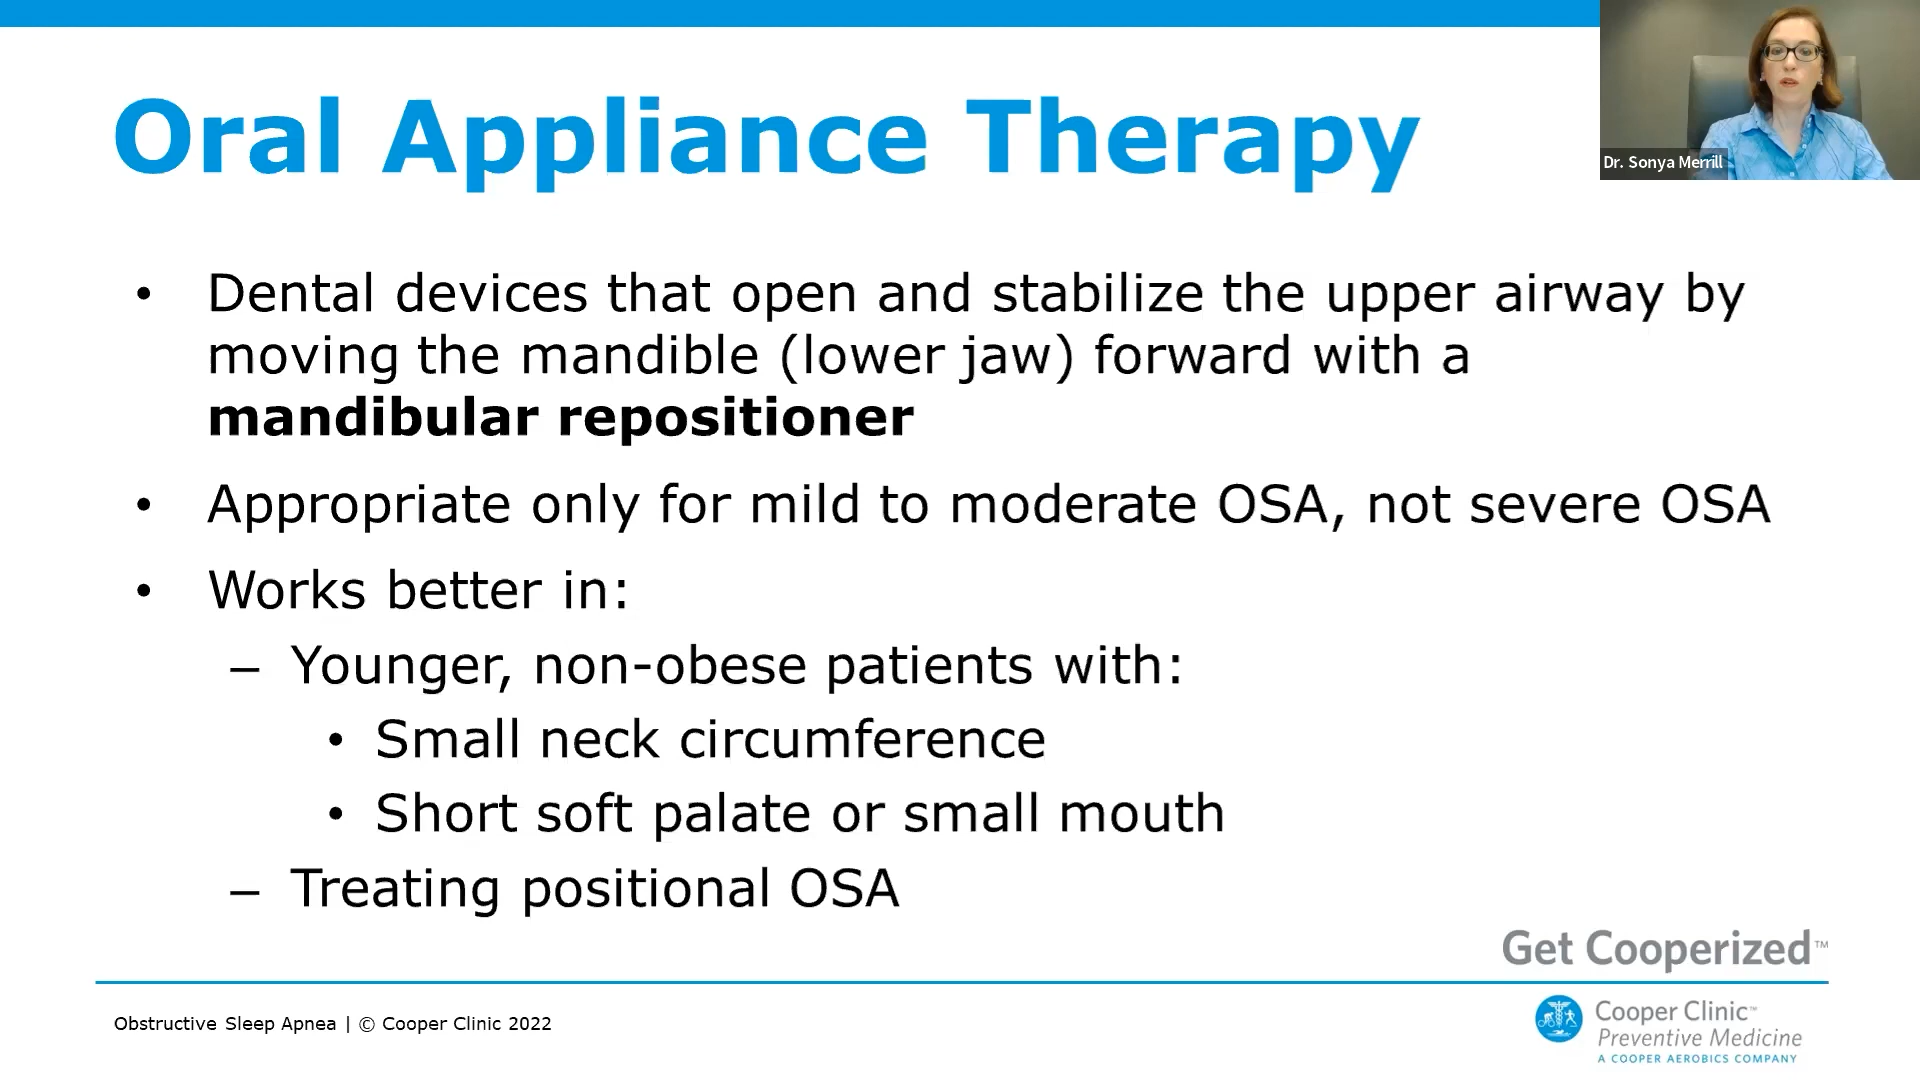 Oral Appliance Therapy
Dr. Sonya Merrill
• Dental devices that open and stabilize the upper airway by
moving the mandible (lower jaw) forward with a
mandibular repositioner
• Appropriate only for mild to moderate OSA, not severe OSA
• Works better in:
– Younger, non-obese patients with:
• Small neck circumference
• Short soft palate or small mouth
– Treating positional OSA
Get Cooperized™
Obstructive Sleep Apnea | © Cooper Clinic 2022
Cooper Clinic™
Preventive Medicine
A COOPER AEROBICS COMPANY